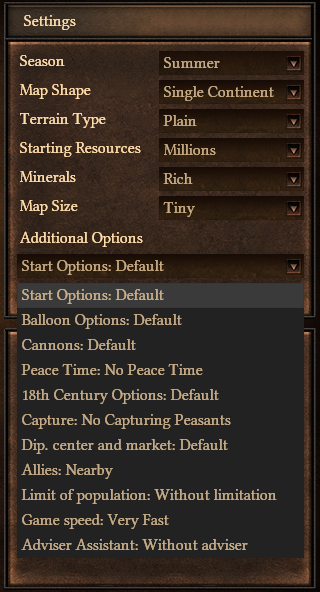 Settings
Season Summer
Map Shape Single Continent
Terrain Type Plain
Starting Resources Millions
Minerals Rich
Map Size Tiny
Additional Options
Start Options: Default
Start Options: Default
Balloon Options: Default
Cannons: Default
Peace Time: No Peace Time
18th Century Options: Default
Capture: No Capturing Peasants
Dip. center and market: Default
Allies: Nearby
Limit of population: Without limitation
Game speed: Very Fast
Adviser Assistant: Without adviser